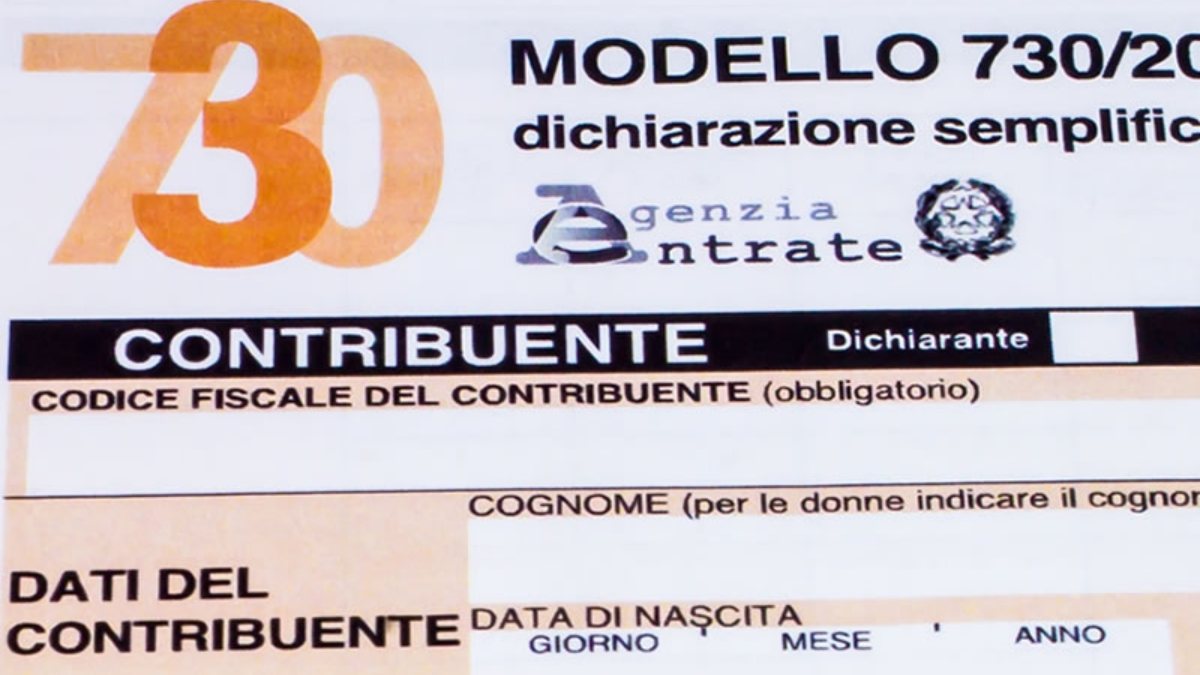 730
MODELLO 730/20
dichiarazione semplific
Agenzia
entrate
CONTRIBUENTE Dichiarante
CODICE FISCALE DEL CONTRIBUENTE (obbligatorio)
COGNOME (per le donne indicare il cognom
DATI DEL
CONTRIBUENTE
DATA DI NASCITA
GIORNO MESE ANNO